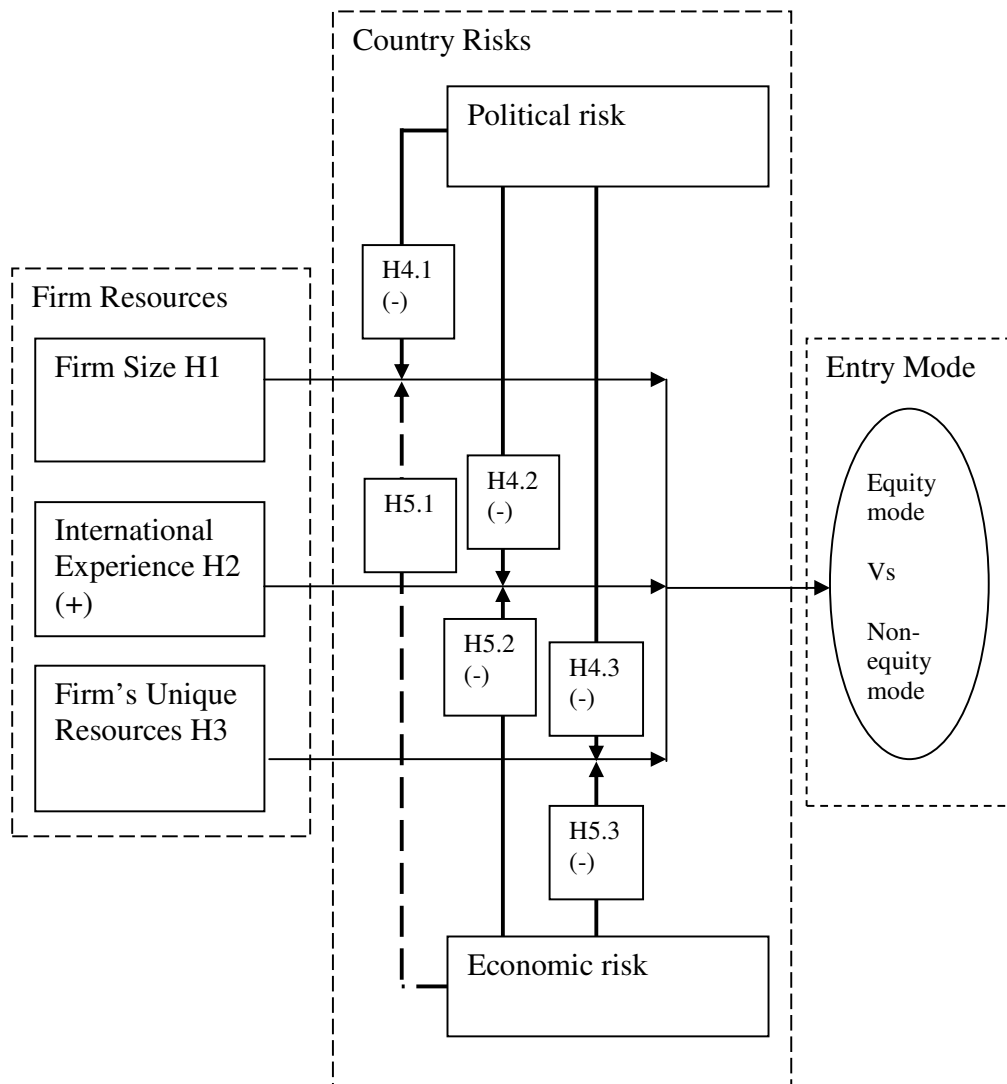 Country Risks
Political risk
H4.1
(-)
Firm Resources
Firm Size H1
International
Experience H2
(+)
Firm's Unique
Resources H3
H5.1
H4.2
(-)
H5.2
(-)
H4.3
(-)
H5.3
(-)
Economic risk
Entry Mode
Equity
mode
Vs
Non-
equity
mode